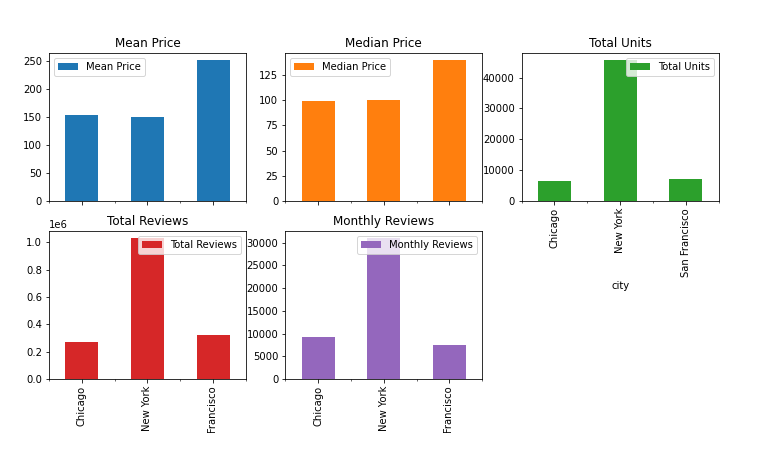 Mean Price
250
200
150
100
50
0
Mean Price
Median Price
125
100
75
50
25
0
Median Price
Total Units
40000
30000
20000
10000
0
Total Units
Chicago
New York
San Francisco
city
Total Reviews
1e6
1.0
0.8
0.6
0.4
0.2
0.0
Total Reviews
Chicago
New York
Francisco
Monthly Reviews
30000
25000
20000
15000
10000
5000
0
Monthly Reviews
Chicago
New York
Francisco